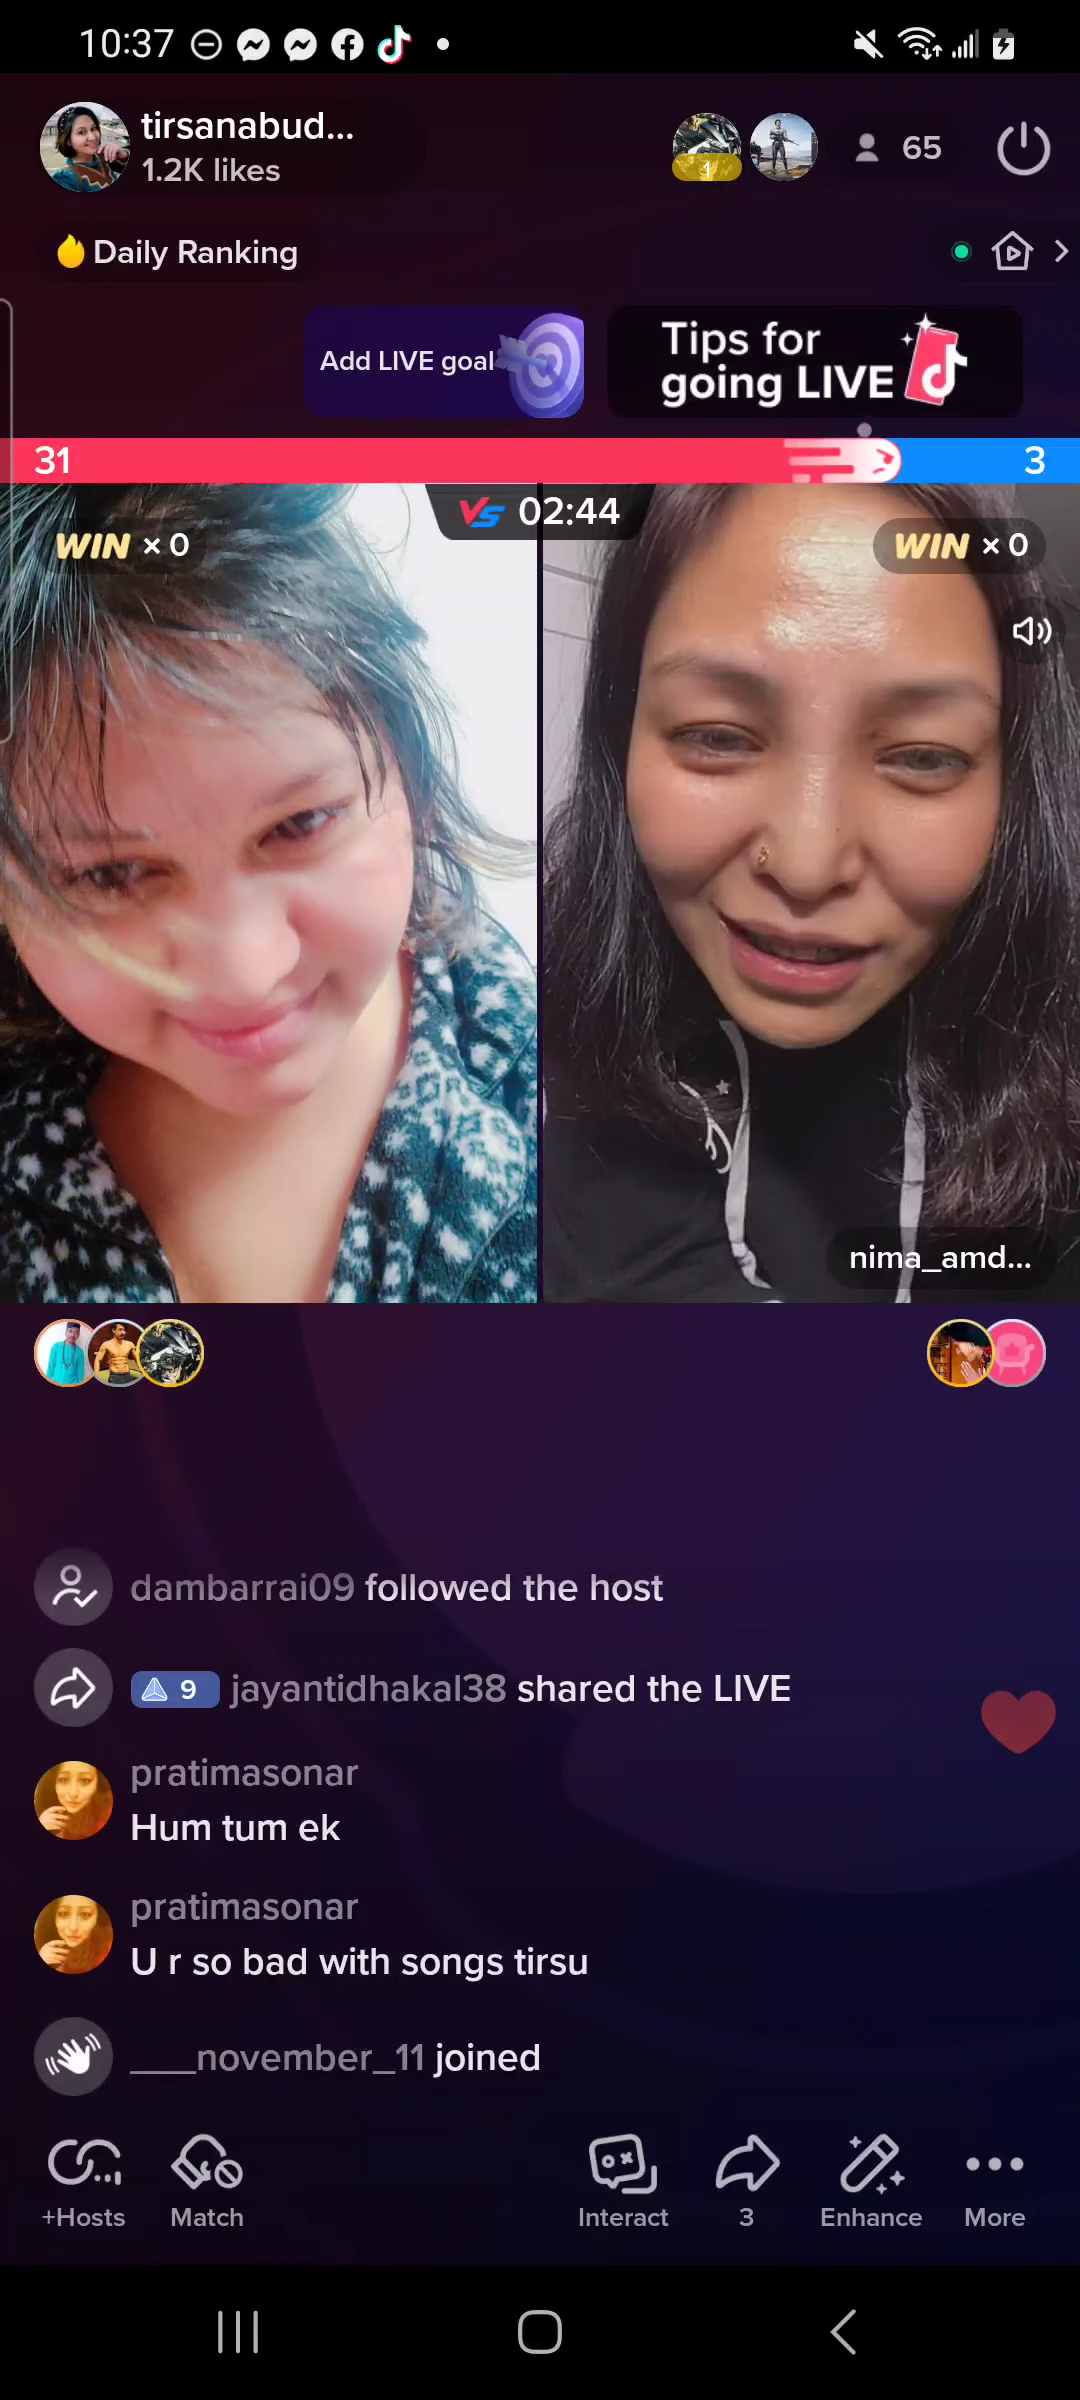 10:37
tirsanabud...
1.2K likes
1
65
Daily Ranking
Add LIVE goal
Tips for
going LIVE
31
3
VS 02:44
WIN × 0
WIN × 0
nima_amd...
dambarrai09 followed the host
9 jayantidhakal38 shared the LIVE
pratimasonar
Hum tum ek
pratimasonar
U r so bad with songs tirsu
___november_11 joined
+Hosts
Match
Interact
3
Enhance
More